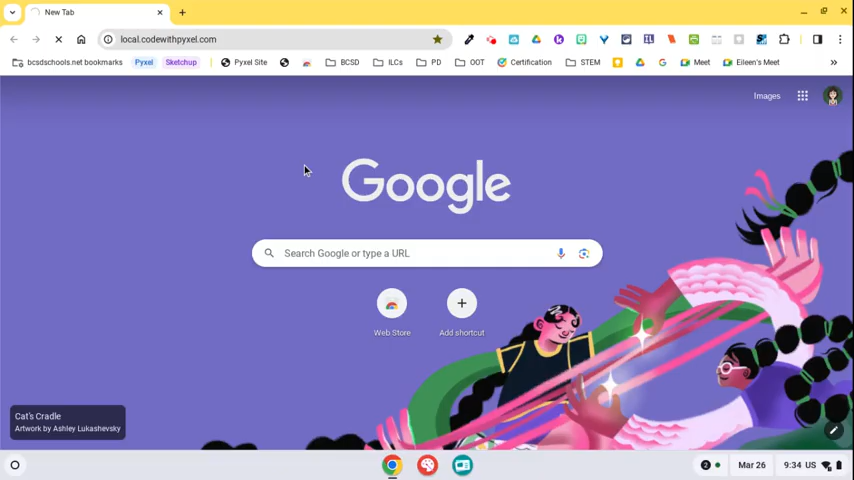 New Tab
local.codewithpyxel.com
bcsdschools.net bookmarks Pyxel Sketchup Pyxel Site BCSD ILCs PD OOT Certification STEM Meet Eileen's Meet
Images
Google
Search Google or type a URL
Web Store Add shortcut
Cat's Cradle
Artwork by Ashley Lukashevsky
2 Mar 26 9:34 US